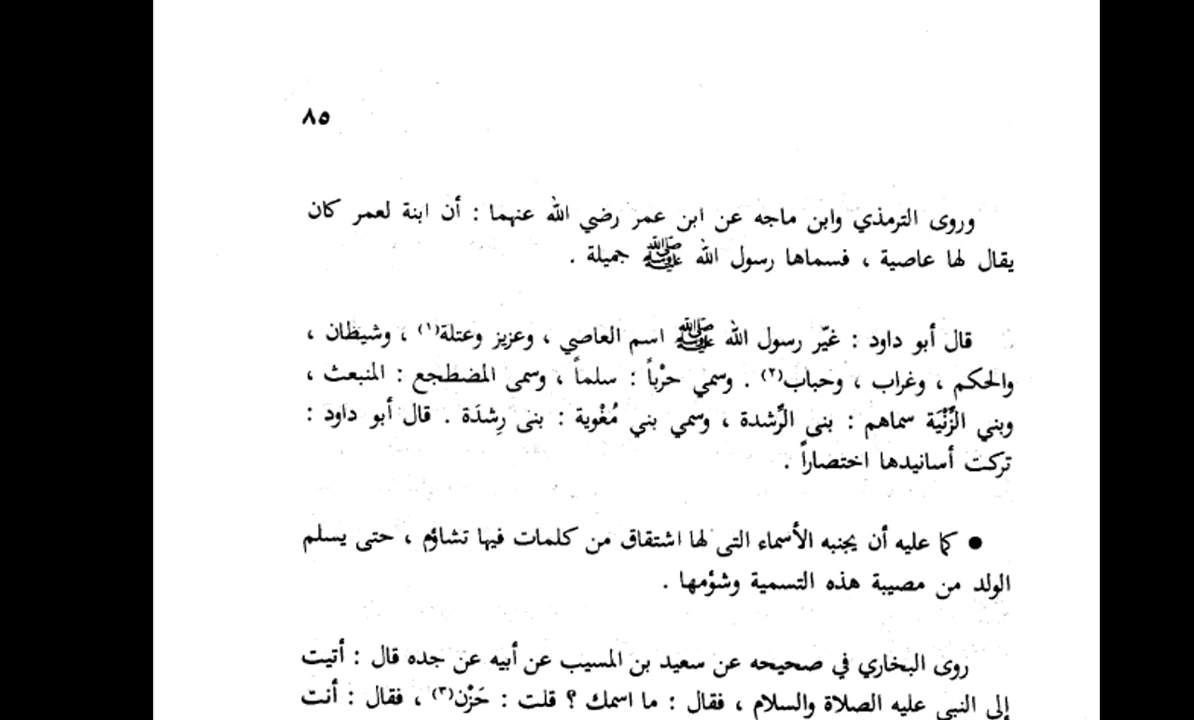 ٨٥
وروى الترمذي وابن ماجه عن ابن عمر رضي الله عنهما : أن ابنة لعمر كان
يقال لها عاصية ، فسماها رسول الله ﷺ جميلة .
قال أبو داود : غيّر رسول الله ﷺ اسم العاصي ، وعزيز وعتلة(١) ، وشيطان ،
والحكم ، وغراب ، وحباب(٢) . وسمي حرْباً : سلماً ، وسمى المضطجع : المنبعث ،
وبني الزِّنْيَة سماهم : بنى الرِّشدة ، وسمي بني مُغْوية : بنى رِشدَة . قال أبو داود :
تركت أسانيدها اختصاراً .
● كما عليه أن يجنبه الأسماء التى لها اشتقاق من كلمات فيها تشاؤم ، حتى يسلم
الولد من مصيبة هذه التسمية وشؤمها .
روى البخاري في صحيحه عن سعيد بن المسيب عن أبيه عن جده قال : أتيت
إلى النبي عليه الصلاة والسلام ، فقال : ما اسمك ؟ قلت : حَزْن(٣) ، فقال : أنت